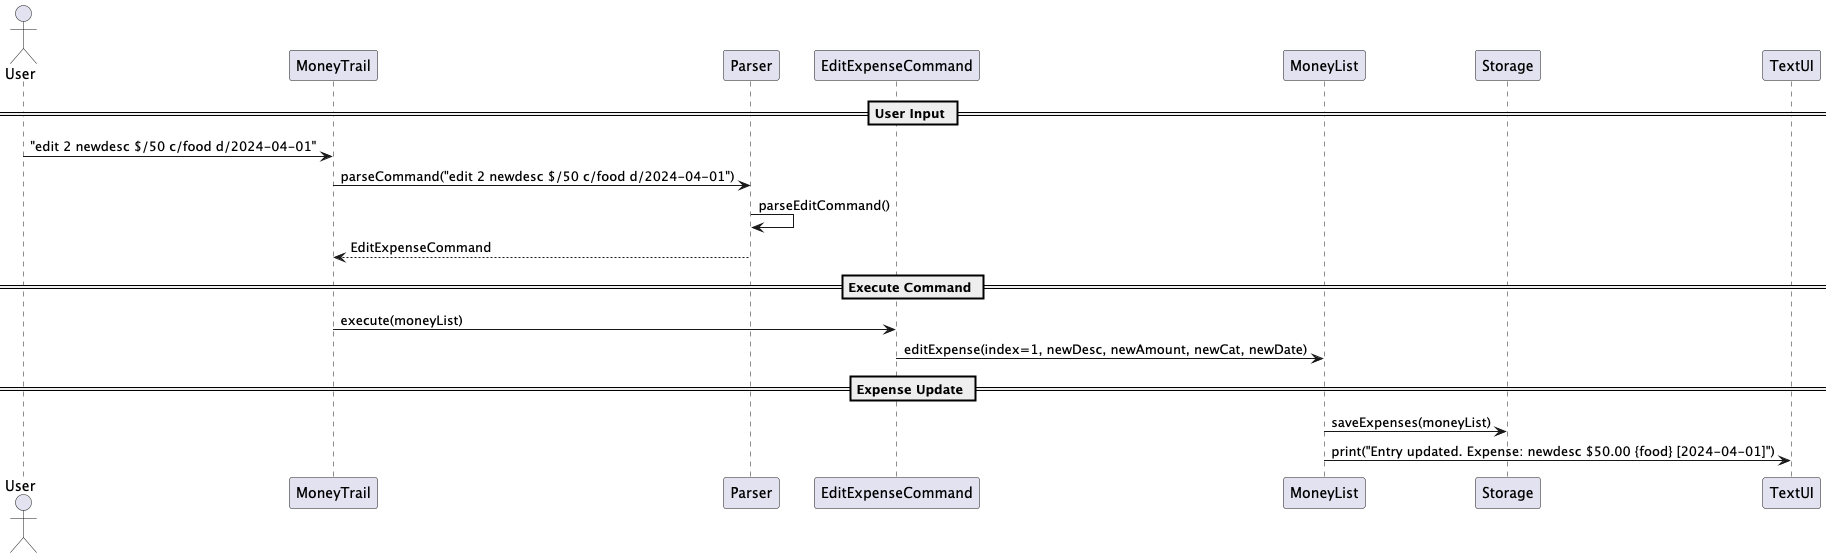 User
MoneyTrail
Parser
EditExpenseCommand
MoneyList
Storage
TextUI
User Input
"edit 2 newdesc $/50 c/food d/2024-04-01"
parseCommand("edit 2 newdesc $/50 c/food d/2024-04-01")
parseEditCommand()
EditExpenseCommand
Execute Command
execute(moneyList)
editExpense(index=1, newDesc, newAmount, newCat, newDate)
Expense Update
saveExpenses(moneyList)
print("Entry updated. Expense: newdesc $50.00 {food} [2024-04-01]")
User
MoneyTrail
Parser
EditExpenseCommand
MoneyList
Storage
TextUI